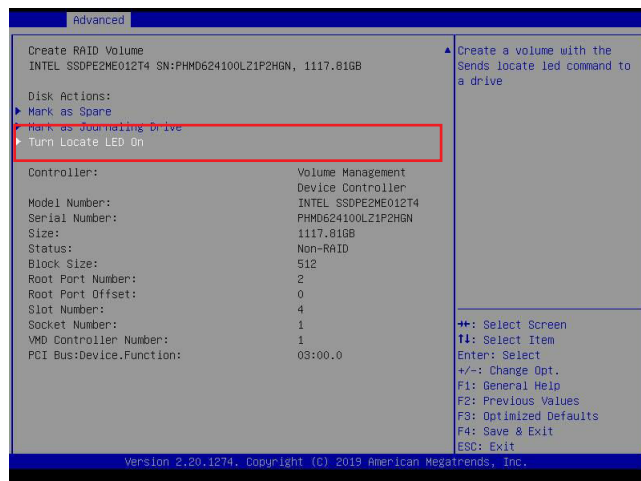 Advanced
Create RAID Volume
INTEL SSDPE2ME012T4 SN:PHMD624100LZ1P2HGN, 1117.81GB
Disk Actions:
Mark as Spare
Mark as Journaling Drive
Turn Locate LED On
Controller: Volume Management
Device Controller
Model Number: INTEL SSDPE2ME012T4
Serial Number: PHMD624100LZ1P2HGN
Size: 1117.81GB
Status: Non-RAID
Block Size: 512
Root Port Number: 2
Root Port Offset: 0
Slot Number: 4
Socket Number: 1
VMD Controller Number: 1
PCI Bus:Device.Function: 03:00.0
Create a volume with the
Sends locate led command to
a drive
→←: Select Screen
↑↓: Select Item
Enter: Select
+/-: Change Opt.
F1: General Help
F2: Previous Values
F3: Optimized Defaults
F4: Save & Exit
ESC: Exit
Version 2.20.1274. Copyright (C) 2019 American Megatrends, Inc.